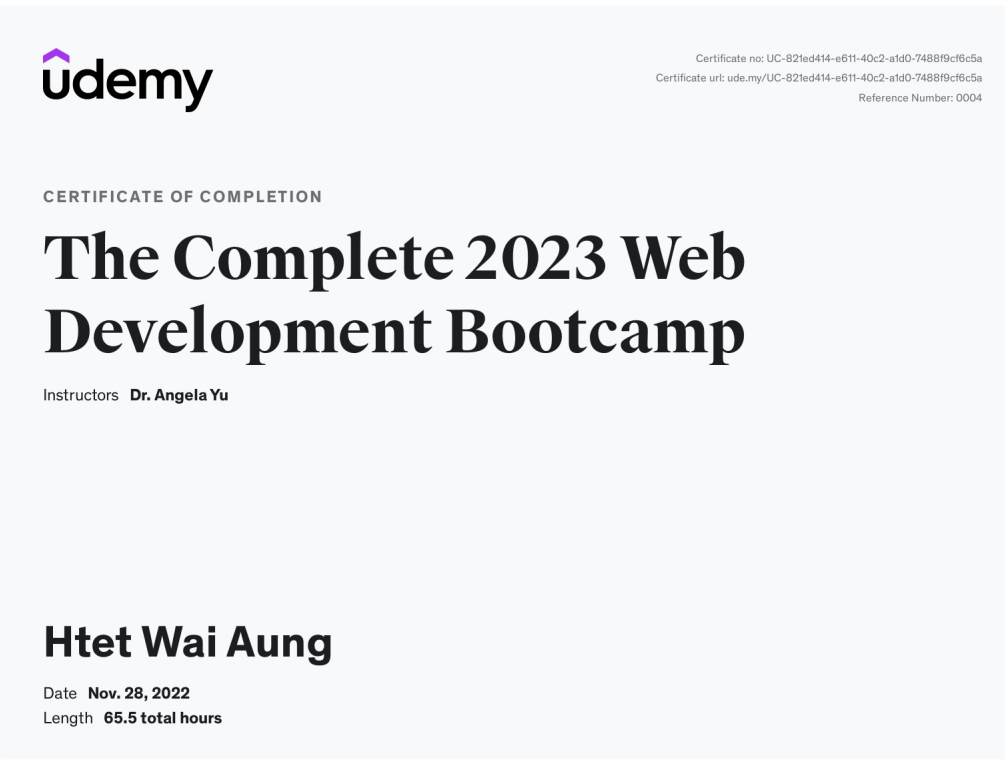 udemy
Certificate no: UC-821ed414-e611-40c2-a1d0-7488f9cf6c5a
Certificate url: ude.my/UC-821ed414-e611-40c2-a1d0-7488f9cf6c5a
Reference Number: 0004
CERTIFICATE OF COMPLETION
The Complete 2023 Web
Development Bootcamp
Instructors Dr. Angela Yu
Htet Wai Aung
Date Nov. 28, 2022
Length 65.5 total hours